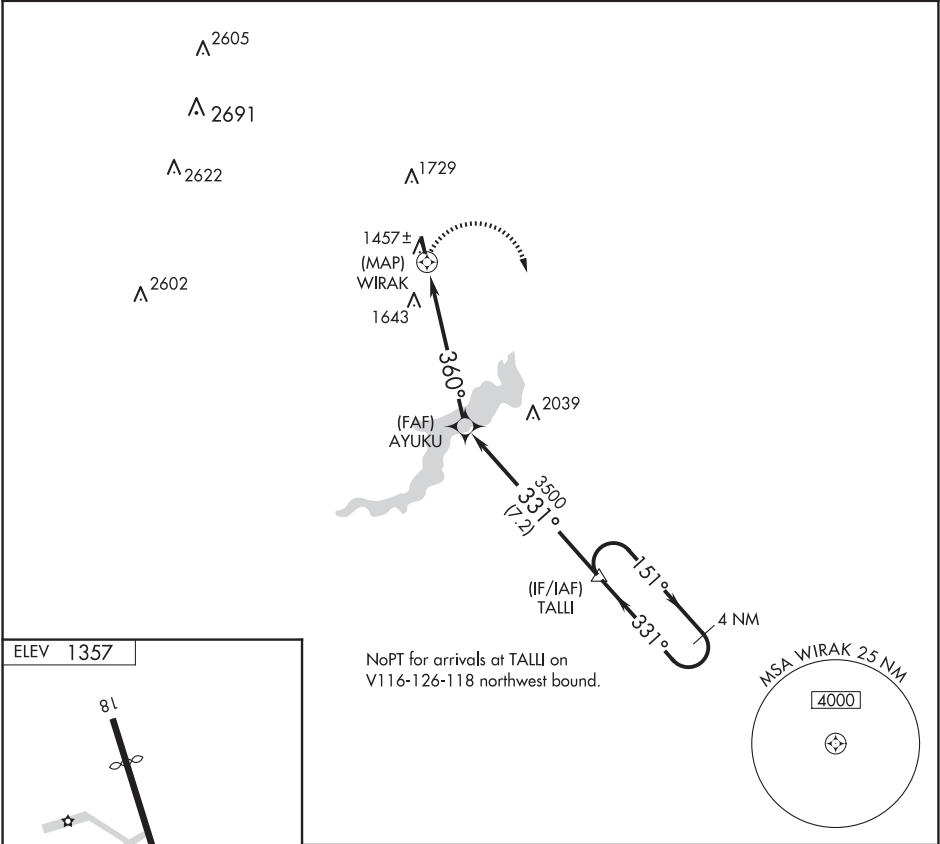 2605
2691
2622
1729
1457±
(MAP)
WIRAK
2602
1643
360°
(FAF)
AYUKU
2039
3500
331°
(7.2)
(IF/IAF)
TALLI
151°
331°
4 NM
NoPT for arrivals at TALLI on
V116-126-118 northwest bound.
MSA WIRAK 25 NM
4000
ELEV 1357
18